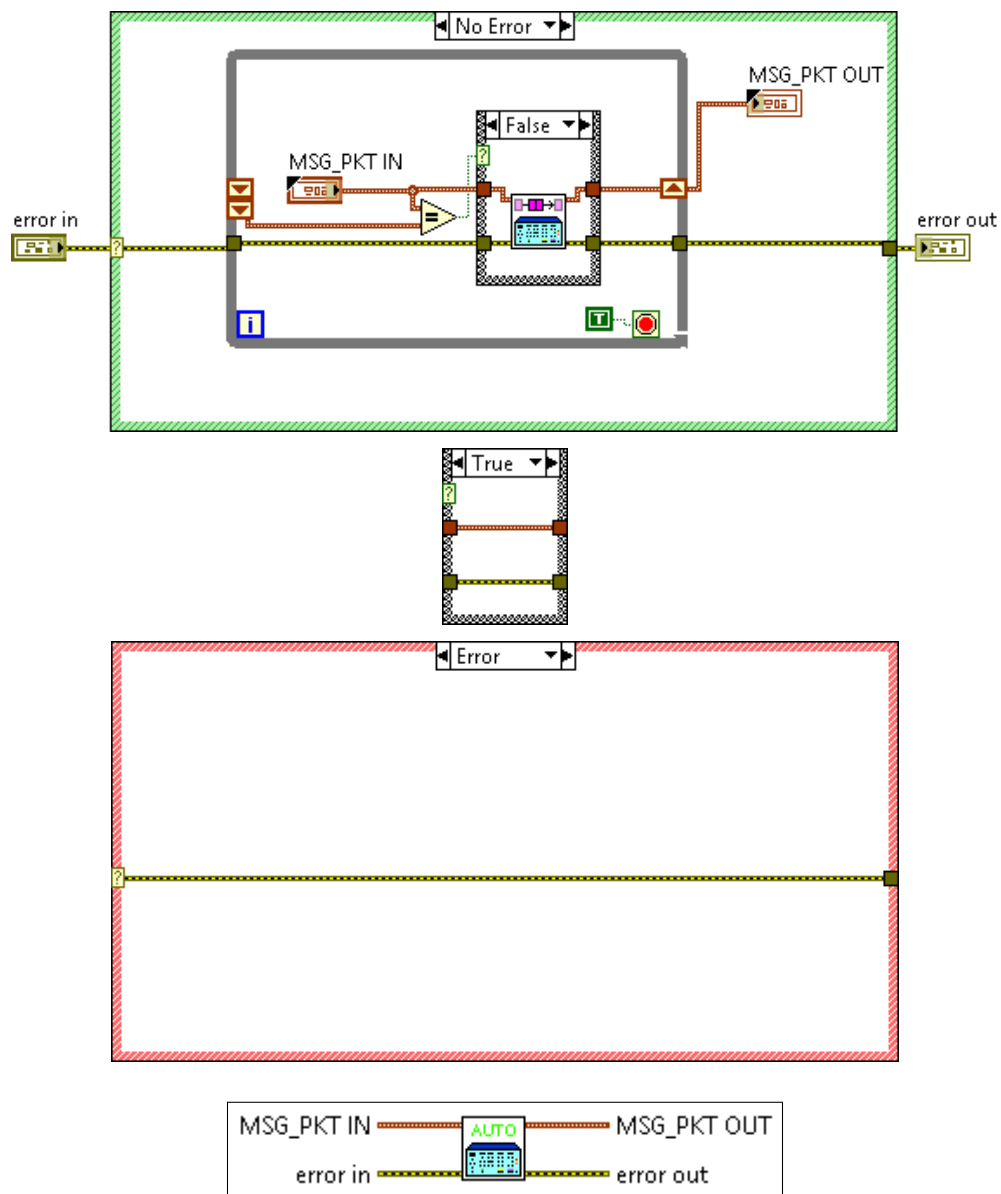 No Error
MSG_PKT OUT
False
MSG_PKT IN
?
=
error in
error out
?
i
T
True
?
Error
?
MSG_PKT IN
AUTO
MSG_PKT OUT
error in
error out